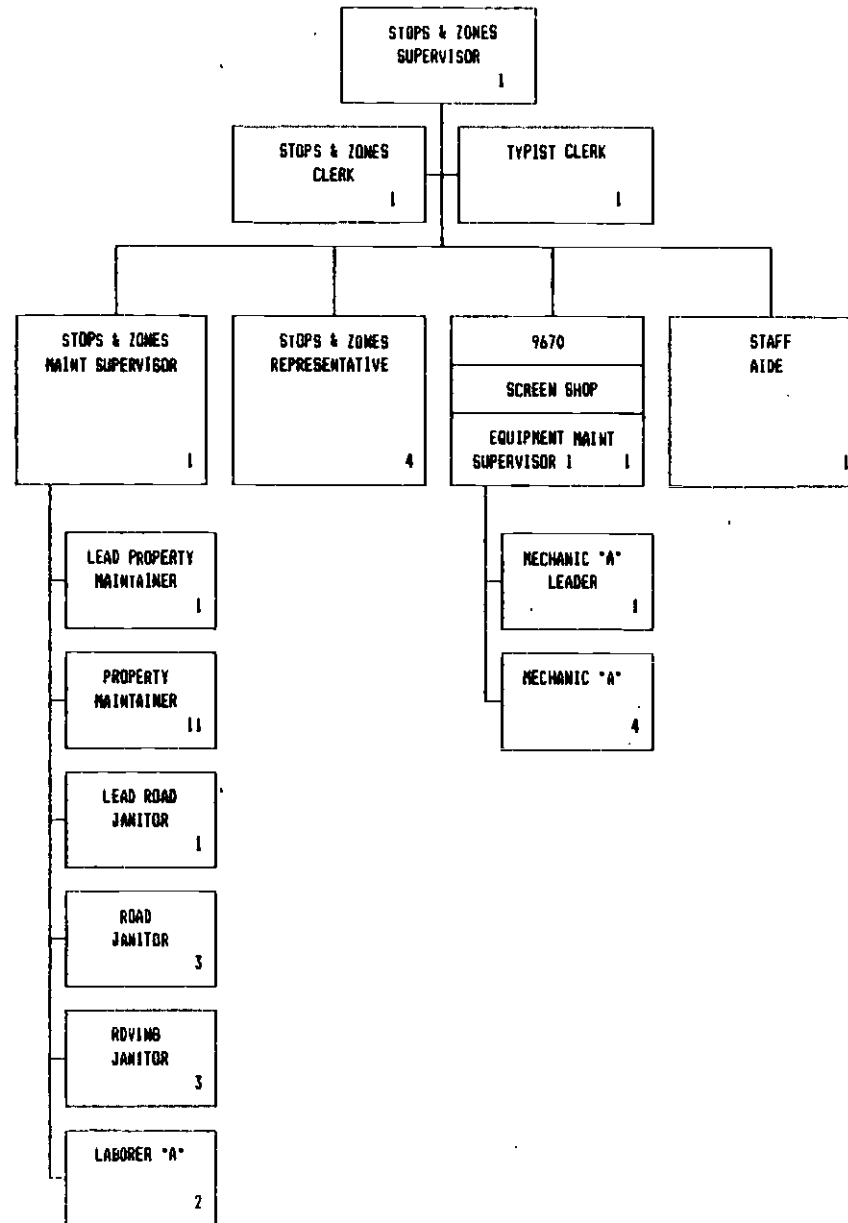 STOPS & ZONES
SUPERVISOR
1
STOPS & ZONES
CLERK
1
TYPIST CLERK
1
STOPS & ZONES
MAINT SUPERVISOR
1
STOPS & ZONES
REPRESENTATIVE
4
9670
SCREEN SHOP
EQUIPMENT MAINT
SUPERVISOR 1 1
STAFF
AIDE
1
LEAD PROPERTY
MAINTAINER
1
PROPERTY
MAINTAINER
11
LEAD ROAD
JANITOR
1
ROAD
JANITOR
3
ROVING
JANITOR
3
LABORER "A"
2
MECHANIC "A"
LEADER
1
MECHANIC "A"
4